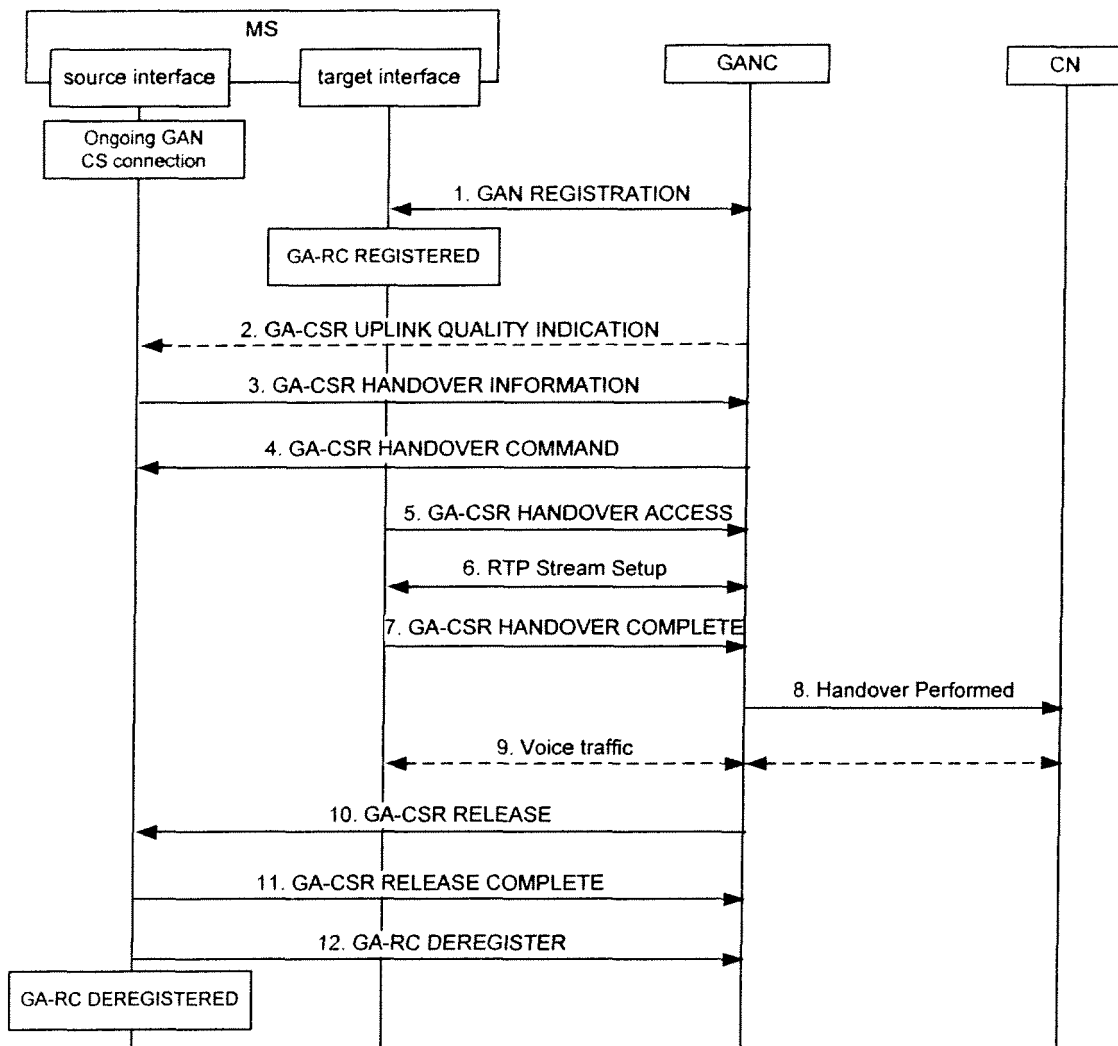 MS
source interface
target interface
GANC
CN
Ongoing GAN
CS connection
1. GAN REGISTRATION
GA-RC REGISTERED
2. GA-CSR UPLINK QUALITY INDICATION
3. GA-CSR HANDOVER INFORMATION
4. GA-CSR HANDOVER COMMAND
5. GA-CSR HANDOVER ACCESS
6. RTP Stream Setup
7. GA-CSR HANDOVER COMPLETE
8. Handover Performed
9. Voice traffic
10. GA-CSR RELEASE
11. GA-CSR RELEASE COMPLETE
12. GA-RC DEREGISTER
GA-RC DEREGISTERED